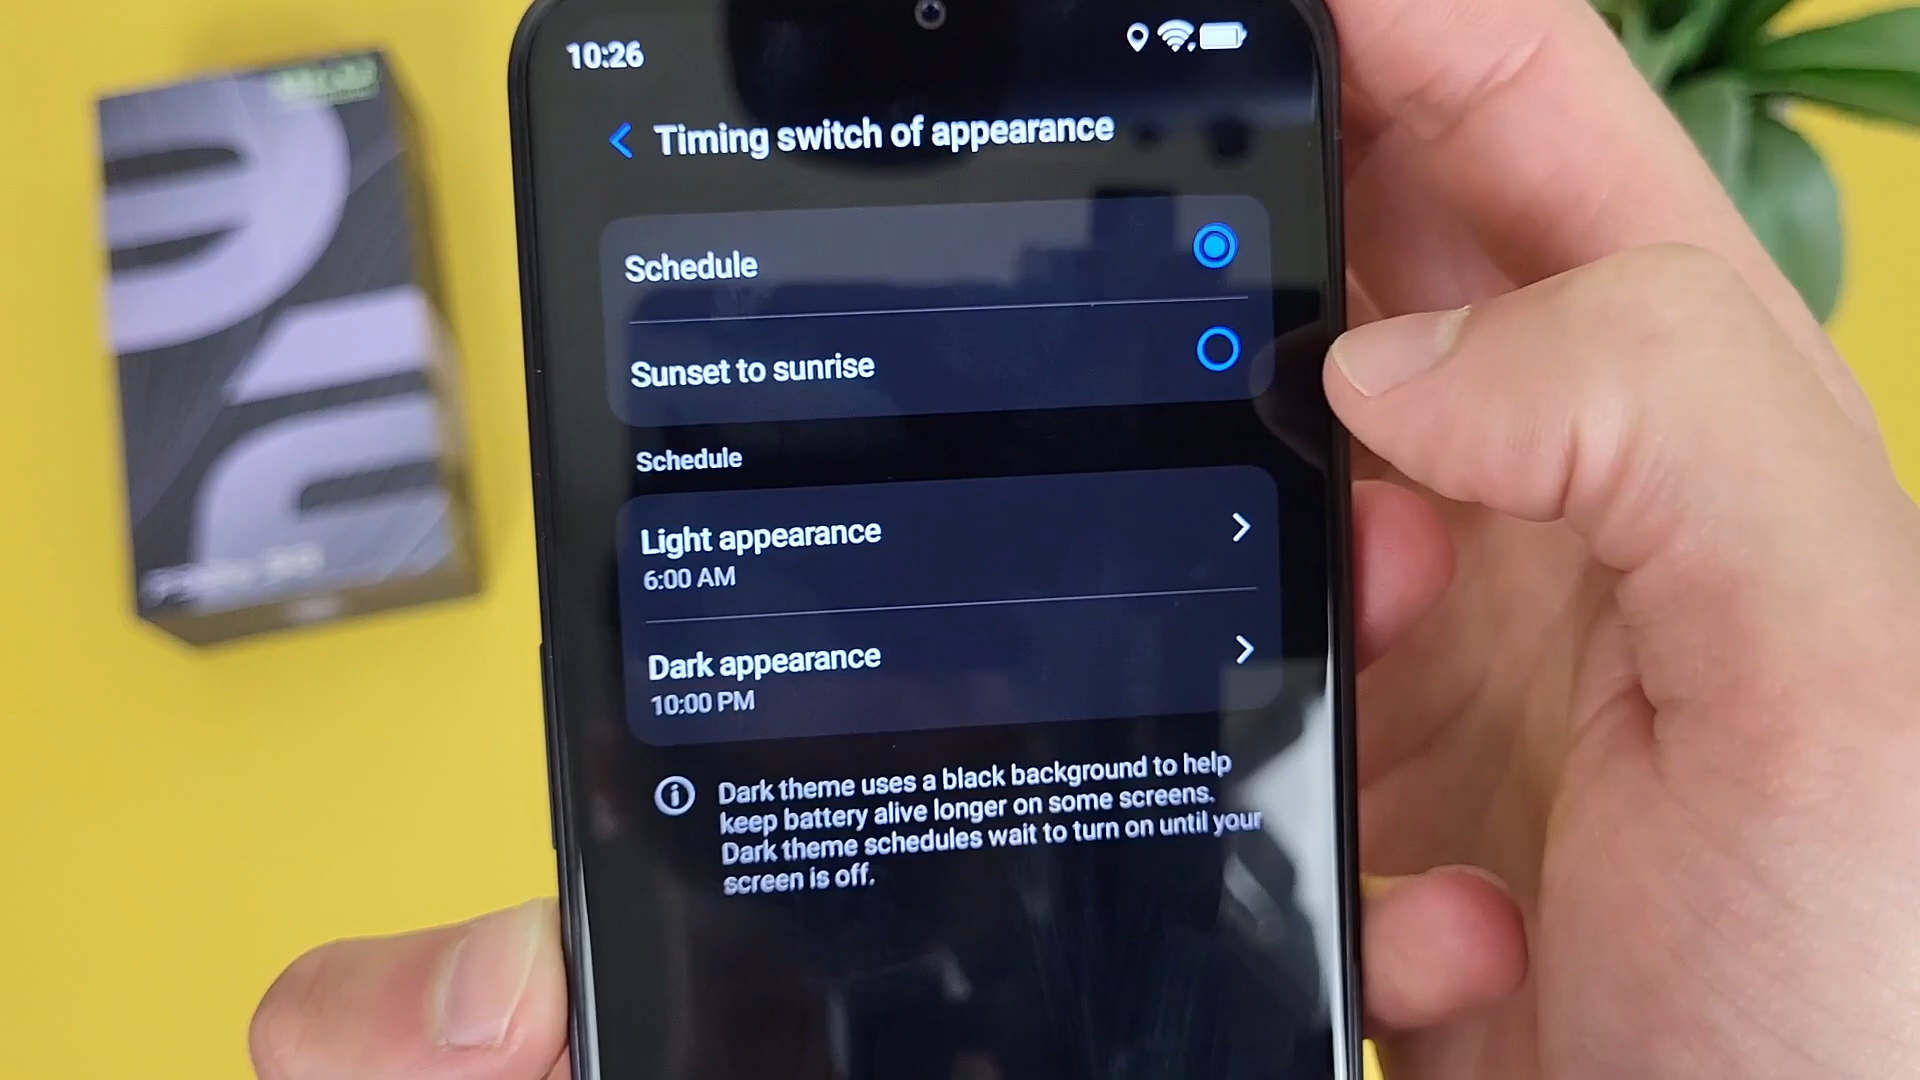 10:26
Timing switch of appearance
Schedule
Sunset to sunrise
Schedule
Light appearance
6:00 AM
Dark appearance
10:00 PM
Dark theme uses a black background to help
keep battery alive longer on some screens.
Dark theme schedules wait to turn on until your
screen is off.